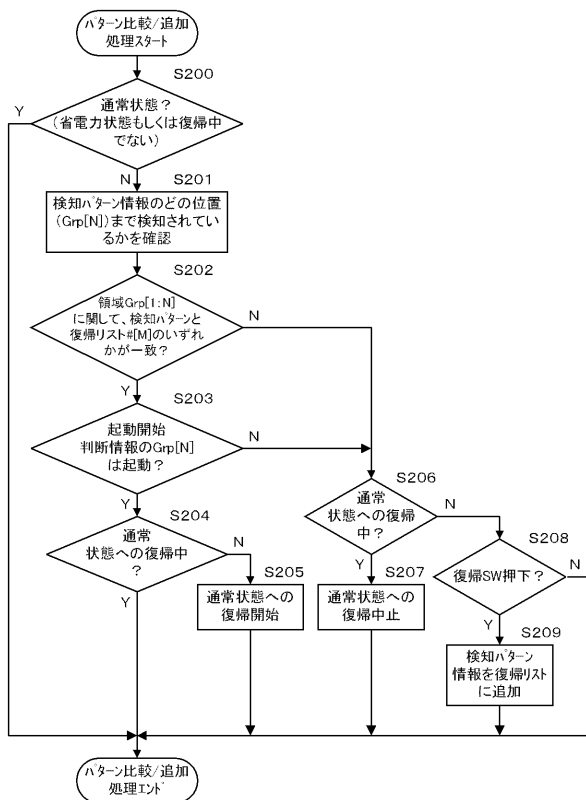 パターン比較/追加
処理スタート
S200
通常状態？
(省電力状態もしくは復帰中
でない)
Y
N
S201
検知パターン情報のどの位置
(Grp[N])まで検知されてい
るかを確認
S202
領域Grp[1:N]
に関して、検知パターンと
復帰リスト#[M]のいずれ
かが一致？
N
Y
S203
起動開始
判断情報のGrp[N]
は起動？
N
Y
S204
通常
状態への復帰中
？
N
Y
S205
通常状態への
復帰開始
S206
通常
状態への復帰
中？
N
Y
S207
通常状態への
復帰中止
S208
復帰SW押下？
N
Y
S209
検知パターン
情報を復帰リスト
に追加
パターン比較/追加
処理エンド